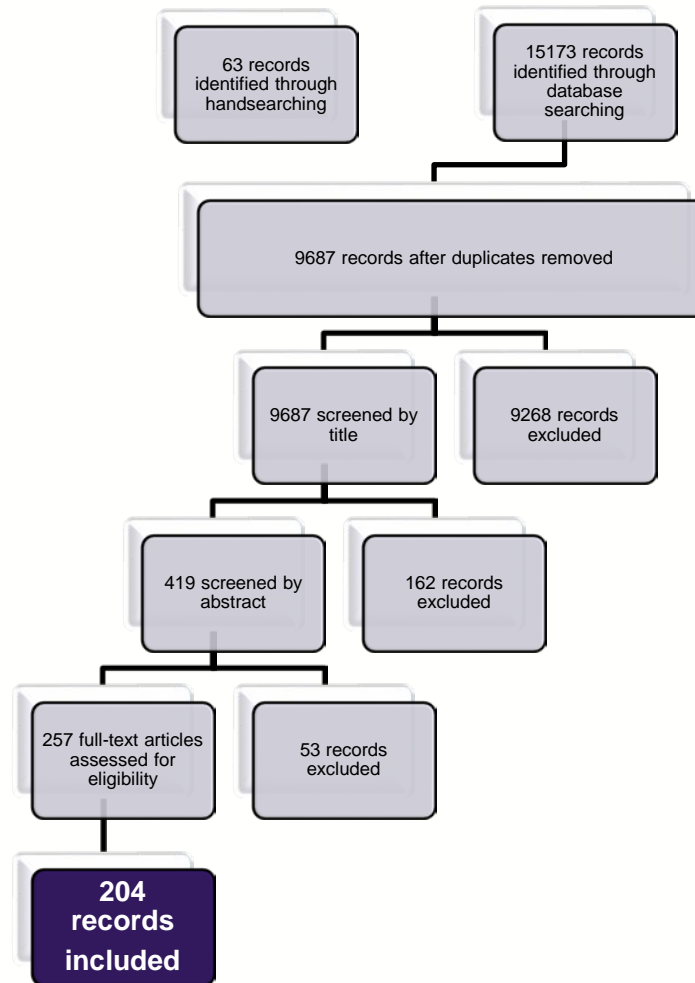 63 records
identified through
handsearching
15173 records
identified through
database
searching
9687 records after duplicates removed
9687 screened by
title
9268 records
excluded
419 screened by
abstract
162 records
excluded
257 full-text articles
assessed for
eligibility
53 records
excluded
204
records
included